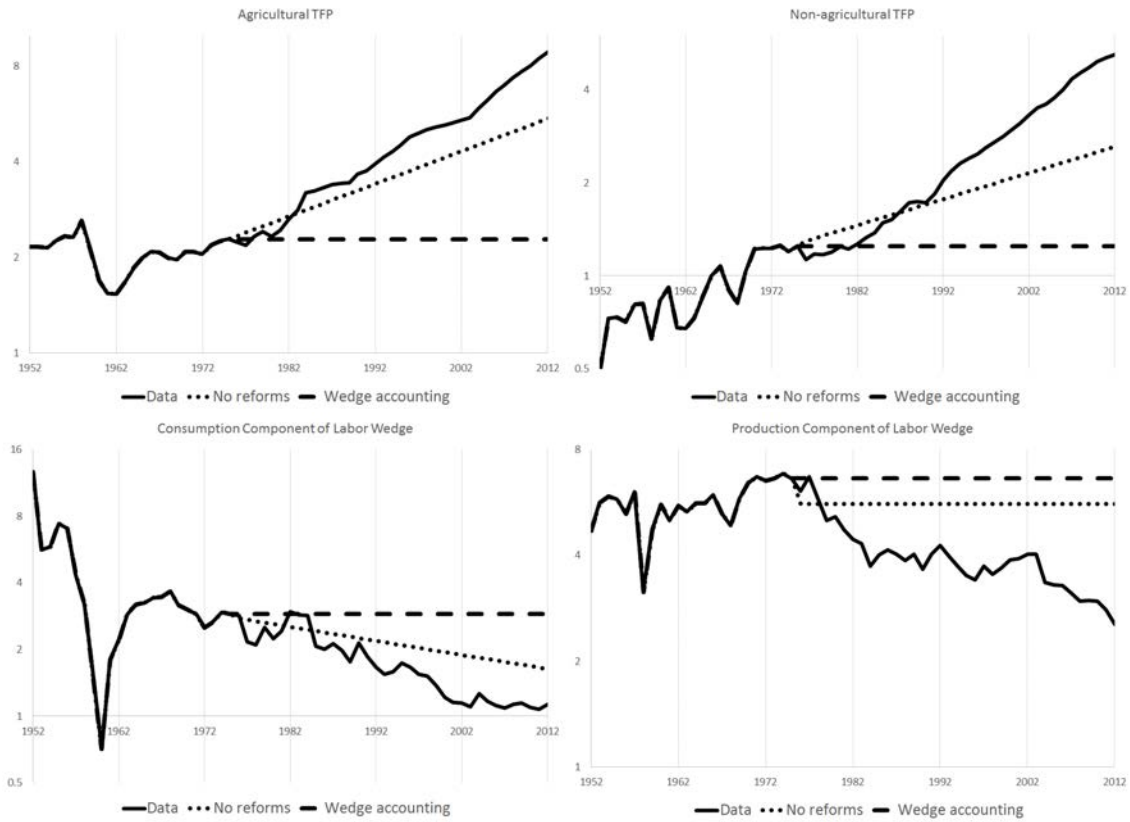 Agricultural TFP
8
4
2
1
1952 1962 1972 1982 1992 2002 2012
Data No reforms Wedge accounting
Non-agricultural TFP
4
2
1
0.5
1952 1962 1972 1982 1992 2002 2012
Data No reforms Wedge accounting
Consumption Component of Labor Wedge
16
8
4
2
1
0.5
1952 1962 1972 1982 1992 2002 2012
Data No reforms Wedge accounting
Production Component of Labor Wedge
8
4
2
1
1952 1962 1972 1982 1992 2002 2012
Data No reforms Wedge accounting